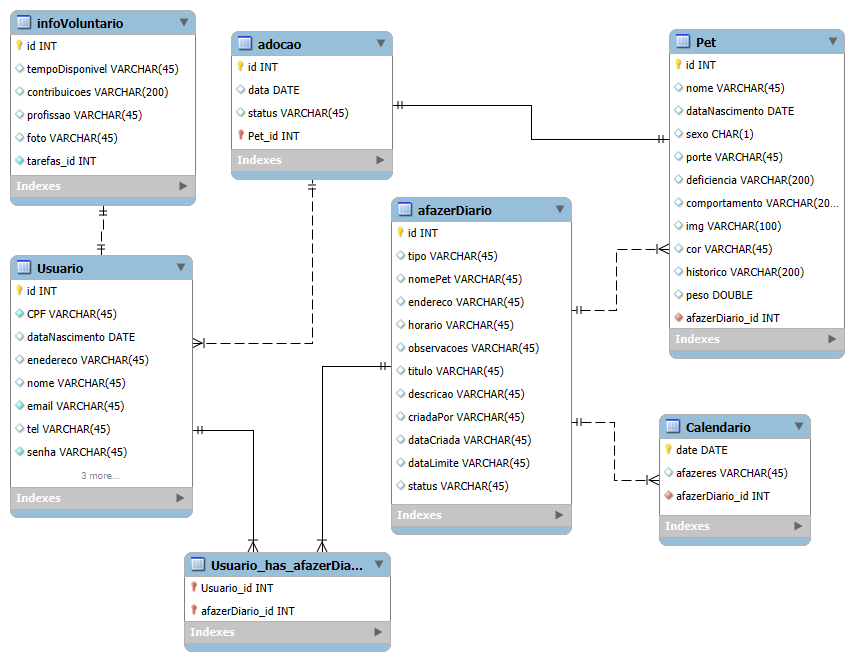 infoVoluntario
id INT
tempoDisponivel VARCHAR(45)
contribuicoes VARCHAR(200)
profissao VARCHAR(45)
foto VARCHAR(45)
tarefas_id INT
Indexes
adocao
id INT
data DATE
status VARCHAR(45)
Pet_id INT
Indexes
Pet
id INT
nome VARCHAR(45)
dataNascimento DATE
sexo CHAR(1)
porte VARCHAR(45)
deficiencia VARCHAR(200)
comportamento VARCHAR(20...
img VARCHAR(100)
cor VARCHAR(45)
historico VARCHAR(200)
peso DOUBLE
afazerDiario_id INT
Indexes
afazerDiario
id INT
tipo VARCHAR(45)
nomePet VARCHAR(45)
endereco VARCHAR(45)
horario VARCHAR(45)
observacoes VARCHAR(45)
titulo VARCHAR(45)
descricao VARCHAR(45)
criadaPor VARCHAR(45)
dataCriada VARCHAR(45)
dataLimite VARCHAR(45)
status VARCHAR(45)
Indexes
Usuario
id INT
CPF VARCHAR(45)
dataNascimento DATE
enedereco VARCHAR(45)
nome VARCHAR(45)
email VARCHAR(45)
tel VARCHAR(45)
senha VARCHAR(45)
3 more...
Indexes
Calendario
date DATE
afazeres VARCHAR(45)
afazerDiario_id INT
Indexes
Usuario_has_afazerDia...
Usuario_id INT
afazerDiario_id INT
Indexes